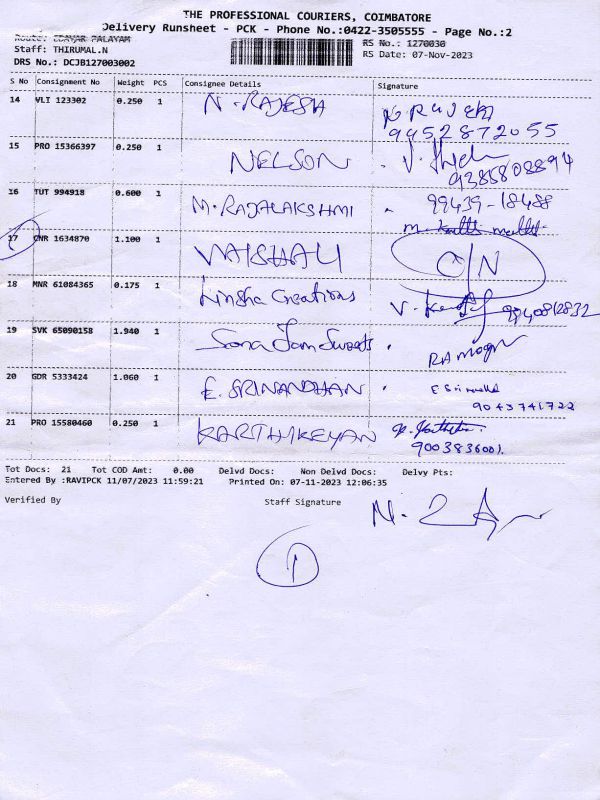 THE PROFESSIONAL COURIERS, COIMBATORE
Delivery Runsheet - PCK - Phone No.:0422-3505555 - Page No.:2
Route: EDAYAR PALAYAM
RS No.: 1270030
Staff: THIRUMAL.N
RS Date: 07-Nov-2023
DRS No.: DCJB127003002
S No Consignment No Weight PCS Consignee Details Signature
14 VLI 123302 0.250 1 N. RAJESH
9952872055
15 PRO 15366397 0.250 1 NELSON
9385808894
16 TUT 994918 0.600 1 M. RAJALAKSHMI 99439-18488
17 CNR 1634870 1.100 1 VAISHALI O/N
18 MNR 61084365 0.175 1 Linsha Creations
19 SVK 65090158 1.940 1
20 GDR 5333424 1.060 1 E. SRINANDHAN
9043741722
21 PRO 15580460 0.250 1 KARTHIKEYAN
9003836001
Tot Docs: 21 Tot COD Amt: 0.00 Delvd Docs: Non Delvd Docs: Delvy Pts:
Entered By :RAVIPCK 11/07/2023 11:59:21 Printed On: 07-11-2023 12:06:35
Verified By Staff Signature
1